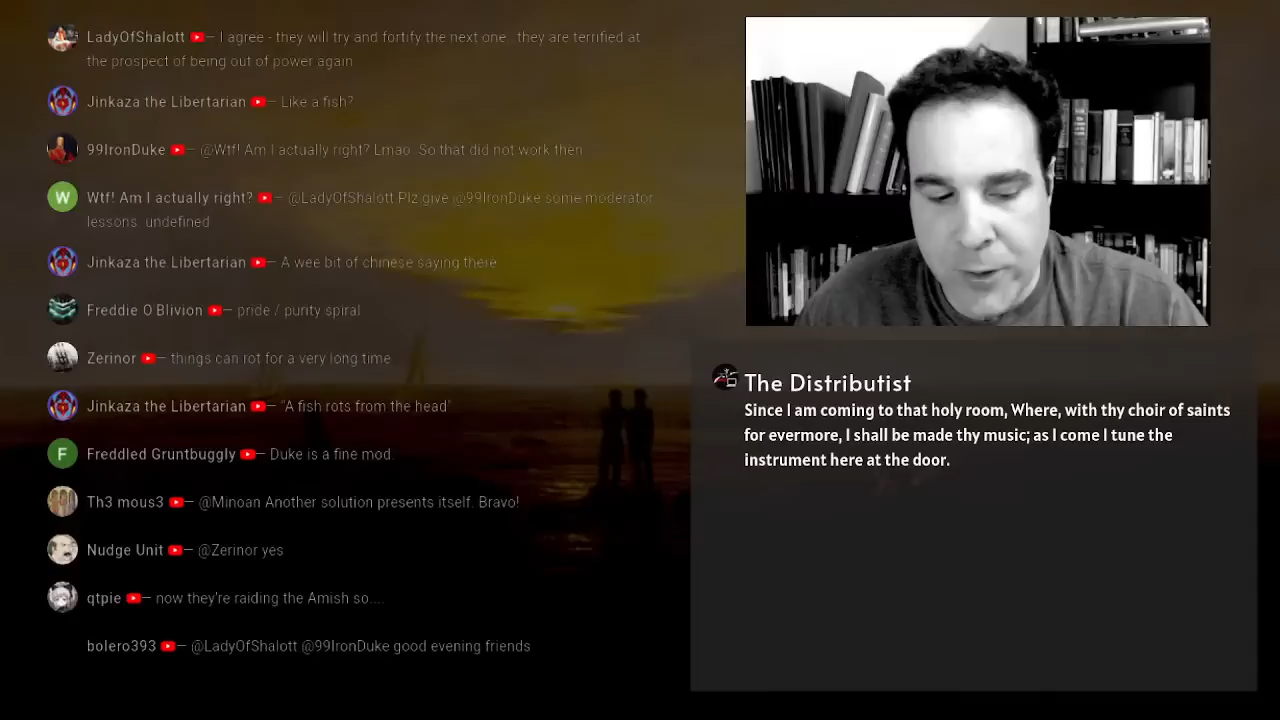 LadyOfShalott — I agree - they will try and fortify the next one. they are terrified at
the prospect of being out of power again
Jinkaza the Libertarian — Like a fish?
99IronDuke — @Wtf! Am I actually right? Lmao. So that did not work then
W
Wtf! Am I actually right? — @LadyOfShalott Plz give @99IronDuke some moderator
lessons. undefined
Jinkaza the Libertarian — A wee bit of chinese saying there
Freddie O Blivion — pride / purity spiral
Zerinor — things can rot for a very long time
Jinkaza the Libertarian — "A fish rots from the head"
F
Freddled Gruntbuggly — Duke is a fine mod.
Th3 mous3 — @Minoan Another solution presents itself. Bravo!
Nudge Unit — @Zerinor yes
qtpie — now they're raiding the Amish so....
bolero393 — @LadyOfShalott @99IronDuke good evening friends
The Distributist
Since I am coming to that holy room, Where, with thy choir of saints
for evermore, I shall be made thy music; as I come I tune the
instrument here at the door.